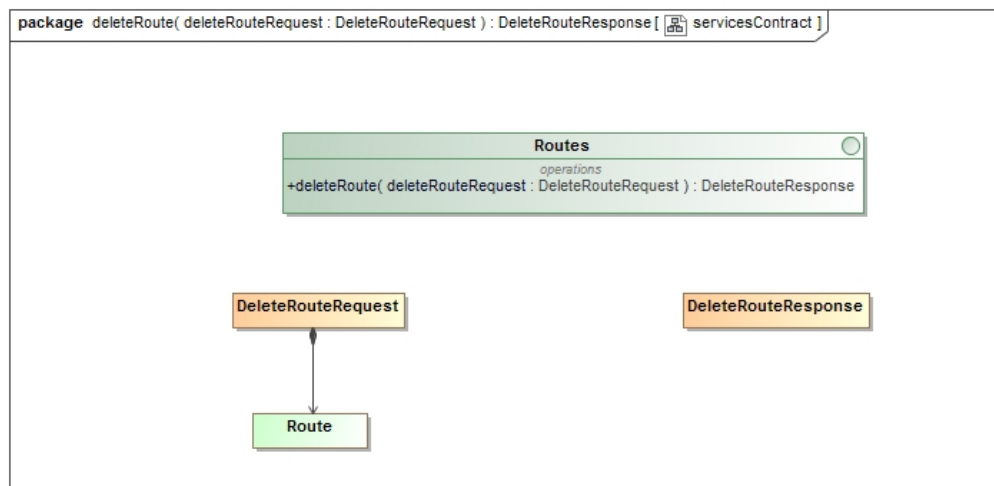 package deleteRoute( deleteRouteRequest : DeleteRouteRequest ) : DeleteRouteResponse [ servicesContract ]
Routes
operations
+deleteRoute( deleteRouteRequest : DeleteRouteRequest ) : DeleteRouteResponse
DeleteRouteRequest
DeleteRouteResponse
Route